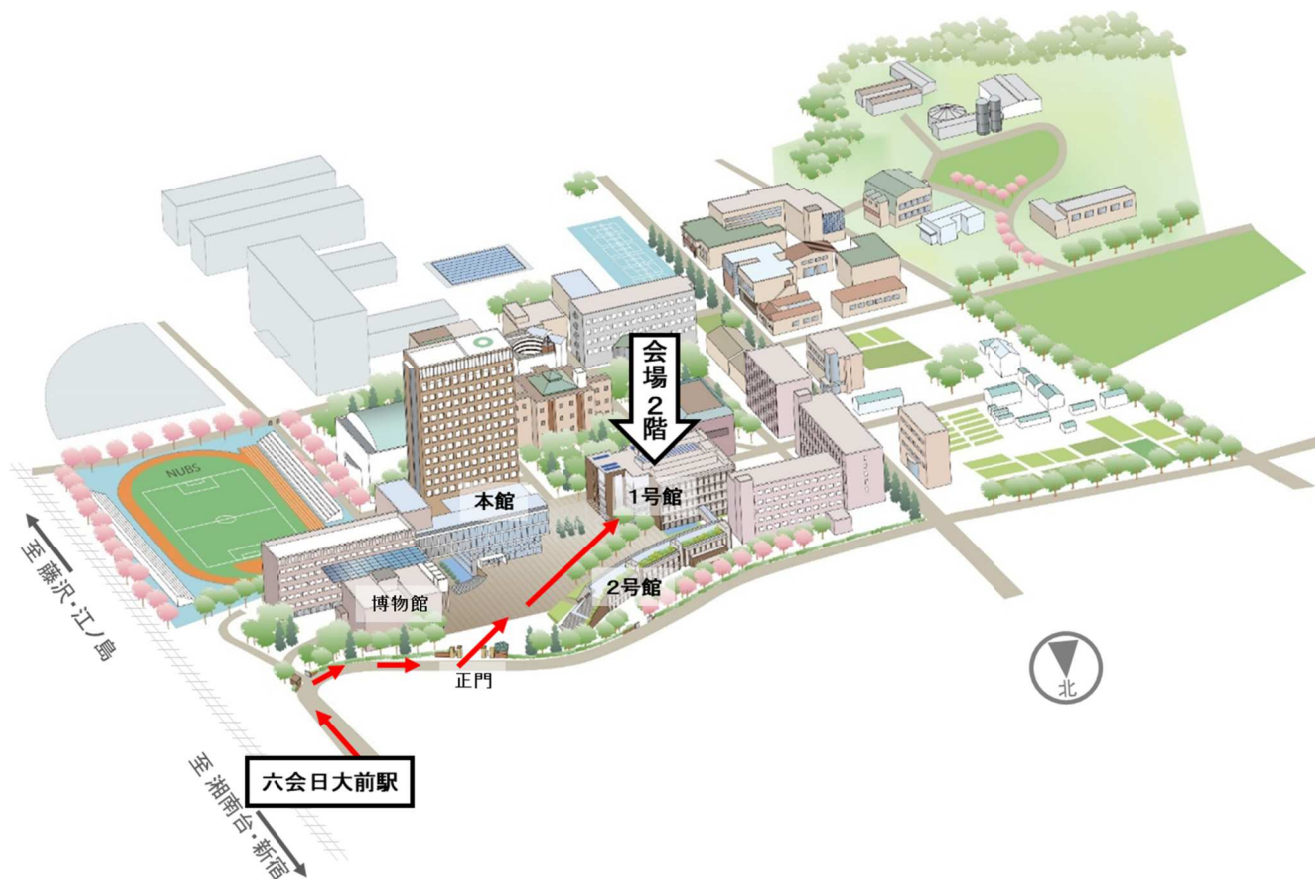 会場2階
NUBS
本館
1号館
2号館
博物館
正門
至 藤沢・江ノ島
北
六会日大前駅
至 湘南台・新宿